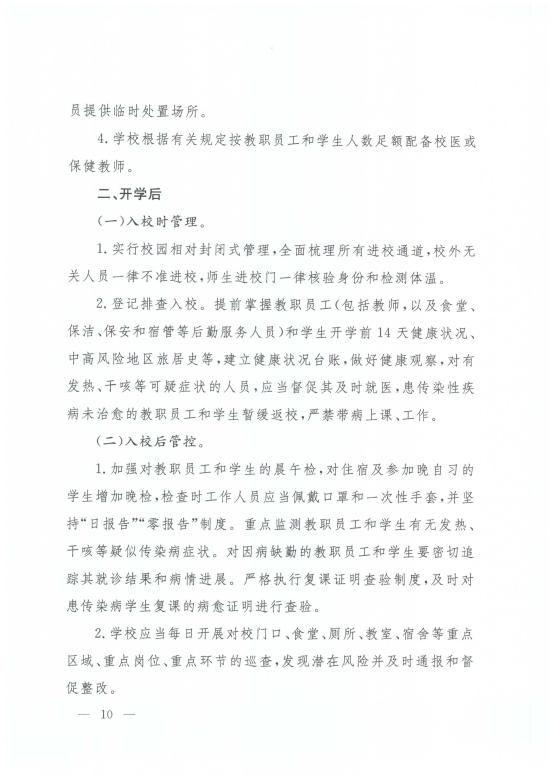 员提供临时处置场所。
4.学校根据有关规定按教职员工和学生人数足额配备校医或
保健教师。
二、开学后
(一)入校时管理。
1.实行校园相对封闭式管理,全面梳理所有进校通道,校外无
关人员一律不准进校,师生进校门一律核验身份和检测体温。
2.登记排查入校。提前掌握教职员工(包括教师,以及食堂、
保洁、保安和宿管等后勤服务人员)和学生开学前14天健康状况、
中高风险地区旅居史等,建立健康状况台账,做好健康观察,对有
发热、干咳等可疑症状的人员,应当督促其及时就医,患传染性疾
病未治愈的教职员工和学生暂缓返校,严禁带病上课、工作。
(二)入校后管控。
1.加强对教职员工和学生的晨午检,对住宿及参加晚自习的
学生增加晚检,检查时工作人员应当佩戴口罩和一次性手套,并坚
持“日报告”“零报告”制度。重点监测教职员工和学生有无发热、
干咳等疑似传染病症状。对因病缺勤的教职员工和学生要密切追
踪其就诊结果和病情进展。严格执行复课证明查验制度,及时对
患传染病学生复课的病愈证明进行查验。
2.学校应当每日开展对校门口、食堂、厕所、教室、宿舍等重点
区域、重点岗位、重点环节的巡查,发现潜在风险并及时通报和督
促整改。
— 10 —